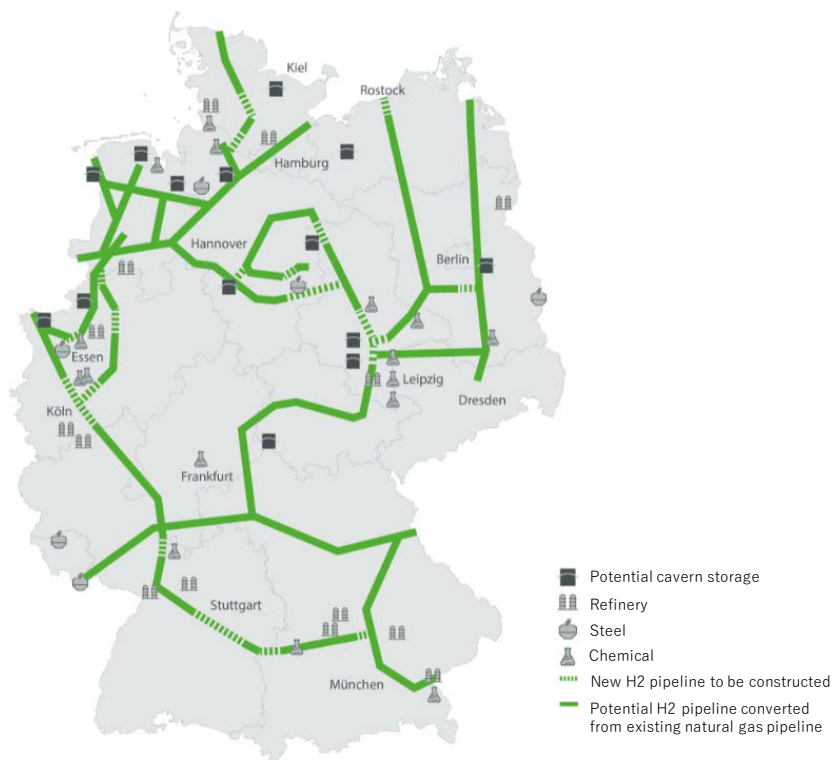 Kiel
Rostock
Hamburg
Hannover
Berlin
Essen
Leipzig
Köln
Dresden
Frankfurt
Stuttgart
München
Potential cavern storage
Refinery
Steel
Chemical
New H2 pipeline to be constructed
Potential H2 pipeline converted
from existing natural gas pipeline